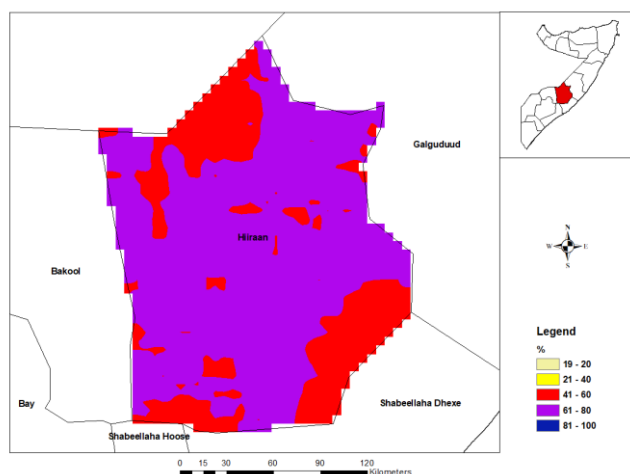 Galguduud
Hiiraan
N
W E
S
Bakool
Legend
%
19 - 20
21 - 40
41 - 60
61 - 80
81 - 100
Bay
Shabeellaha Dhexe
Shabeellaha Hoose
0 15 30 60 90 120
Kilometers